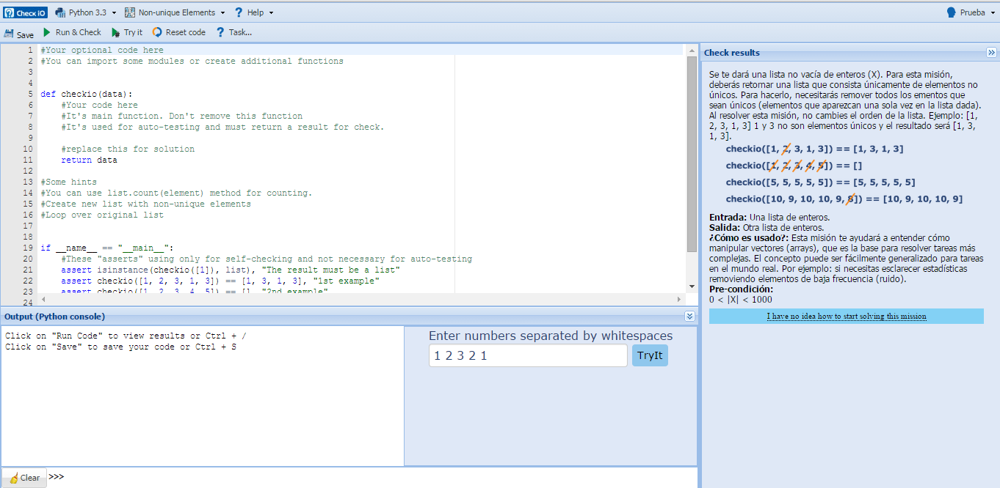 Check iO Python 3.3 Non-unique Elements ? Help Prueba
Save Run & Check Try it Reset code ? Task...
1 #Your optional code here
2 #You can import some modules or create additional functions
3
4
5 def checkio(data):
6 #Your code here
7 #It's main function. Don't remove this function
8 #It's used for auto-testing and must return a result for check.
9
10 #replace this for solution
11 return data
12
13 #Some hints
14 #You can use list.count(element) method for counting.
15 #Create new list with non-unique elements
16 #Loop over original list
17
18
19 if __name__ == "__main__":
20 #These "asserts" using only for self-checking and not necessary for auto-testing
21 assert isinstance(checkio([1]), list), "The result must be a list"
22 assert checkio([1, 2, 3, 1, 3]) == [1, 3, 1, 3], "1st example"
23 assert checkio([1, 2, 3, 4, 5]) == [], "2nd example"
24
Output (Python console)
Click on "Run Code" to view results or Ctrl + /
Click on "Save" to save your code or Ctrl + S
Enter numbers separated by whitespaces
1 2 3 2 1 TryIt
Clear >>>
Check results
Se te dará una lista no vacía de enteros (X). Para esta misión,
deberás retornar una lista que consista únicamente de elementos no
únicos. Para hacerlo, necesitarás remover todos los ementos que
sean únicos (elementos que aparezcan una sola vez en la lista dada).
Al resolver esta misión, no cambies el orden de la lista. Ejemplo: [1,
2, 3, 1, 3] 1 y 3 no son elementos únicos y el resultado será [1, 3,
1, 3].
checkio([1, 2, 3, 1, 3]) == [1, 3, 1, 3]
checkio([1, 2, 3, 4, 5]) == []
checkio([5, 5, 5, 5, 5]) == [5, 5, 5, 5, 5]
checkio([10, 9, 10, 10, 9, 8]) == [10, 9, 10, 10, 9]
Entrada: Una lista de enteros.
Salida: Otra lista de enteros.
¿Cómo es usado?: Esta misión te ayudará a entender cómo
manipular vectores (arrays), que es la base para resolver tareas más
complejas. El concepto puede ser fácilmente generalizado para tareas
en el mundo real. Por ejemplo: si necesitas esclarecer estadísticas
removiendo elementos de baja frecuencia (ruido).
Pre-condición:
0 < |X| < 1000
I have no idea how to start solving this mission